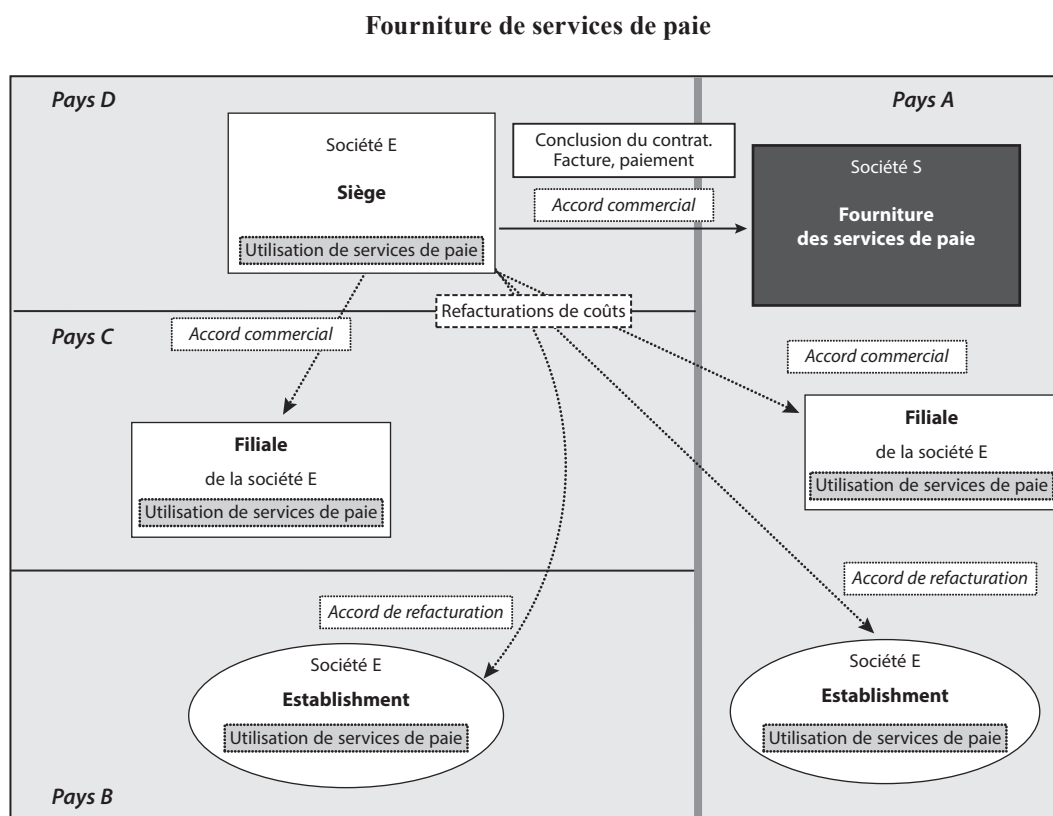 Fourniture de services de paie
Pays D
Pays A
Société E
Siège
Utilisation de services de paie
Conclusion du contrat.
Facture, paiement
Accord commercial
Société S
Fourniture
des services de paie
Refacturations de coûts
Pays C
Accord commercial
Accord commercial
Filiale
de la société E
Utilisation de services de paie
Filiale
de la société E
Utilisation de services de paie
Accord de refacturation
Accord de refacturation
Société E
Establishment
Utilisation de services de paie
Société E
Establishment
Utilisation de services de paie
Pays B